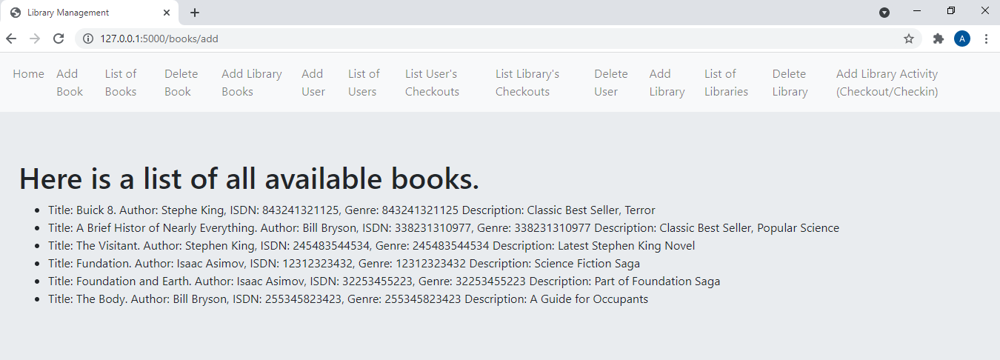 Library Management
127.0.0.1:5000/books/add
A
Home
Add Book
List of Books
Delete Book
Add Library Books
Add User
List of Users
List User's Checkouts
List Library's Checkouts
Delete User
Add Library
List of Libraries
Delete Library
Add Library Activity (Checkout/Checkin)
Here is a list of all available books.
Title: Buick 8. Author: Stephe King, ISDN: 843241321125, Genre: 843241321125 Description: Classic Best Seller, Terror
Title: A Brief Histor of Nearly Everything. Author: Bill Bryson, ISDN: 338231310977, Genre: 338231310977 Description: Classic Best Seller, Popular Science
Title: The Visitant. Author: Stephen King, ISDN: 245483544534, Genre: 245483544534 Description: Latest Stephen King Novel
Title: Fundation. Author: Isaac Asimov, ISDN: 12312323432, Genre: 12312323432 Description: Science Fiction Saga
Title: Foundation and Earth. Author: Isaac Asimov, ISDN: 32253455223, Genre: 32253455223 Description: Part of Foundation Saga
Title: The Body. Author: Bill Bryson, ISDN: 255345823423, Genre: 255345823423 Description: A Guide for Occupants